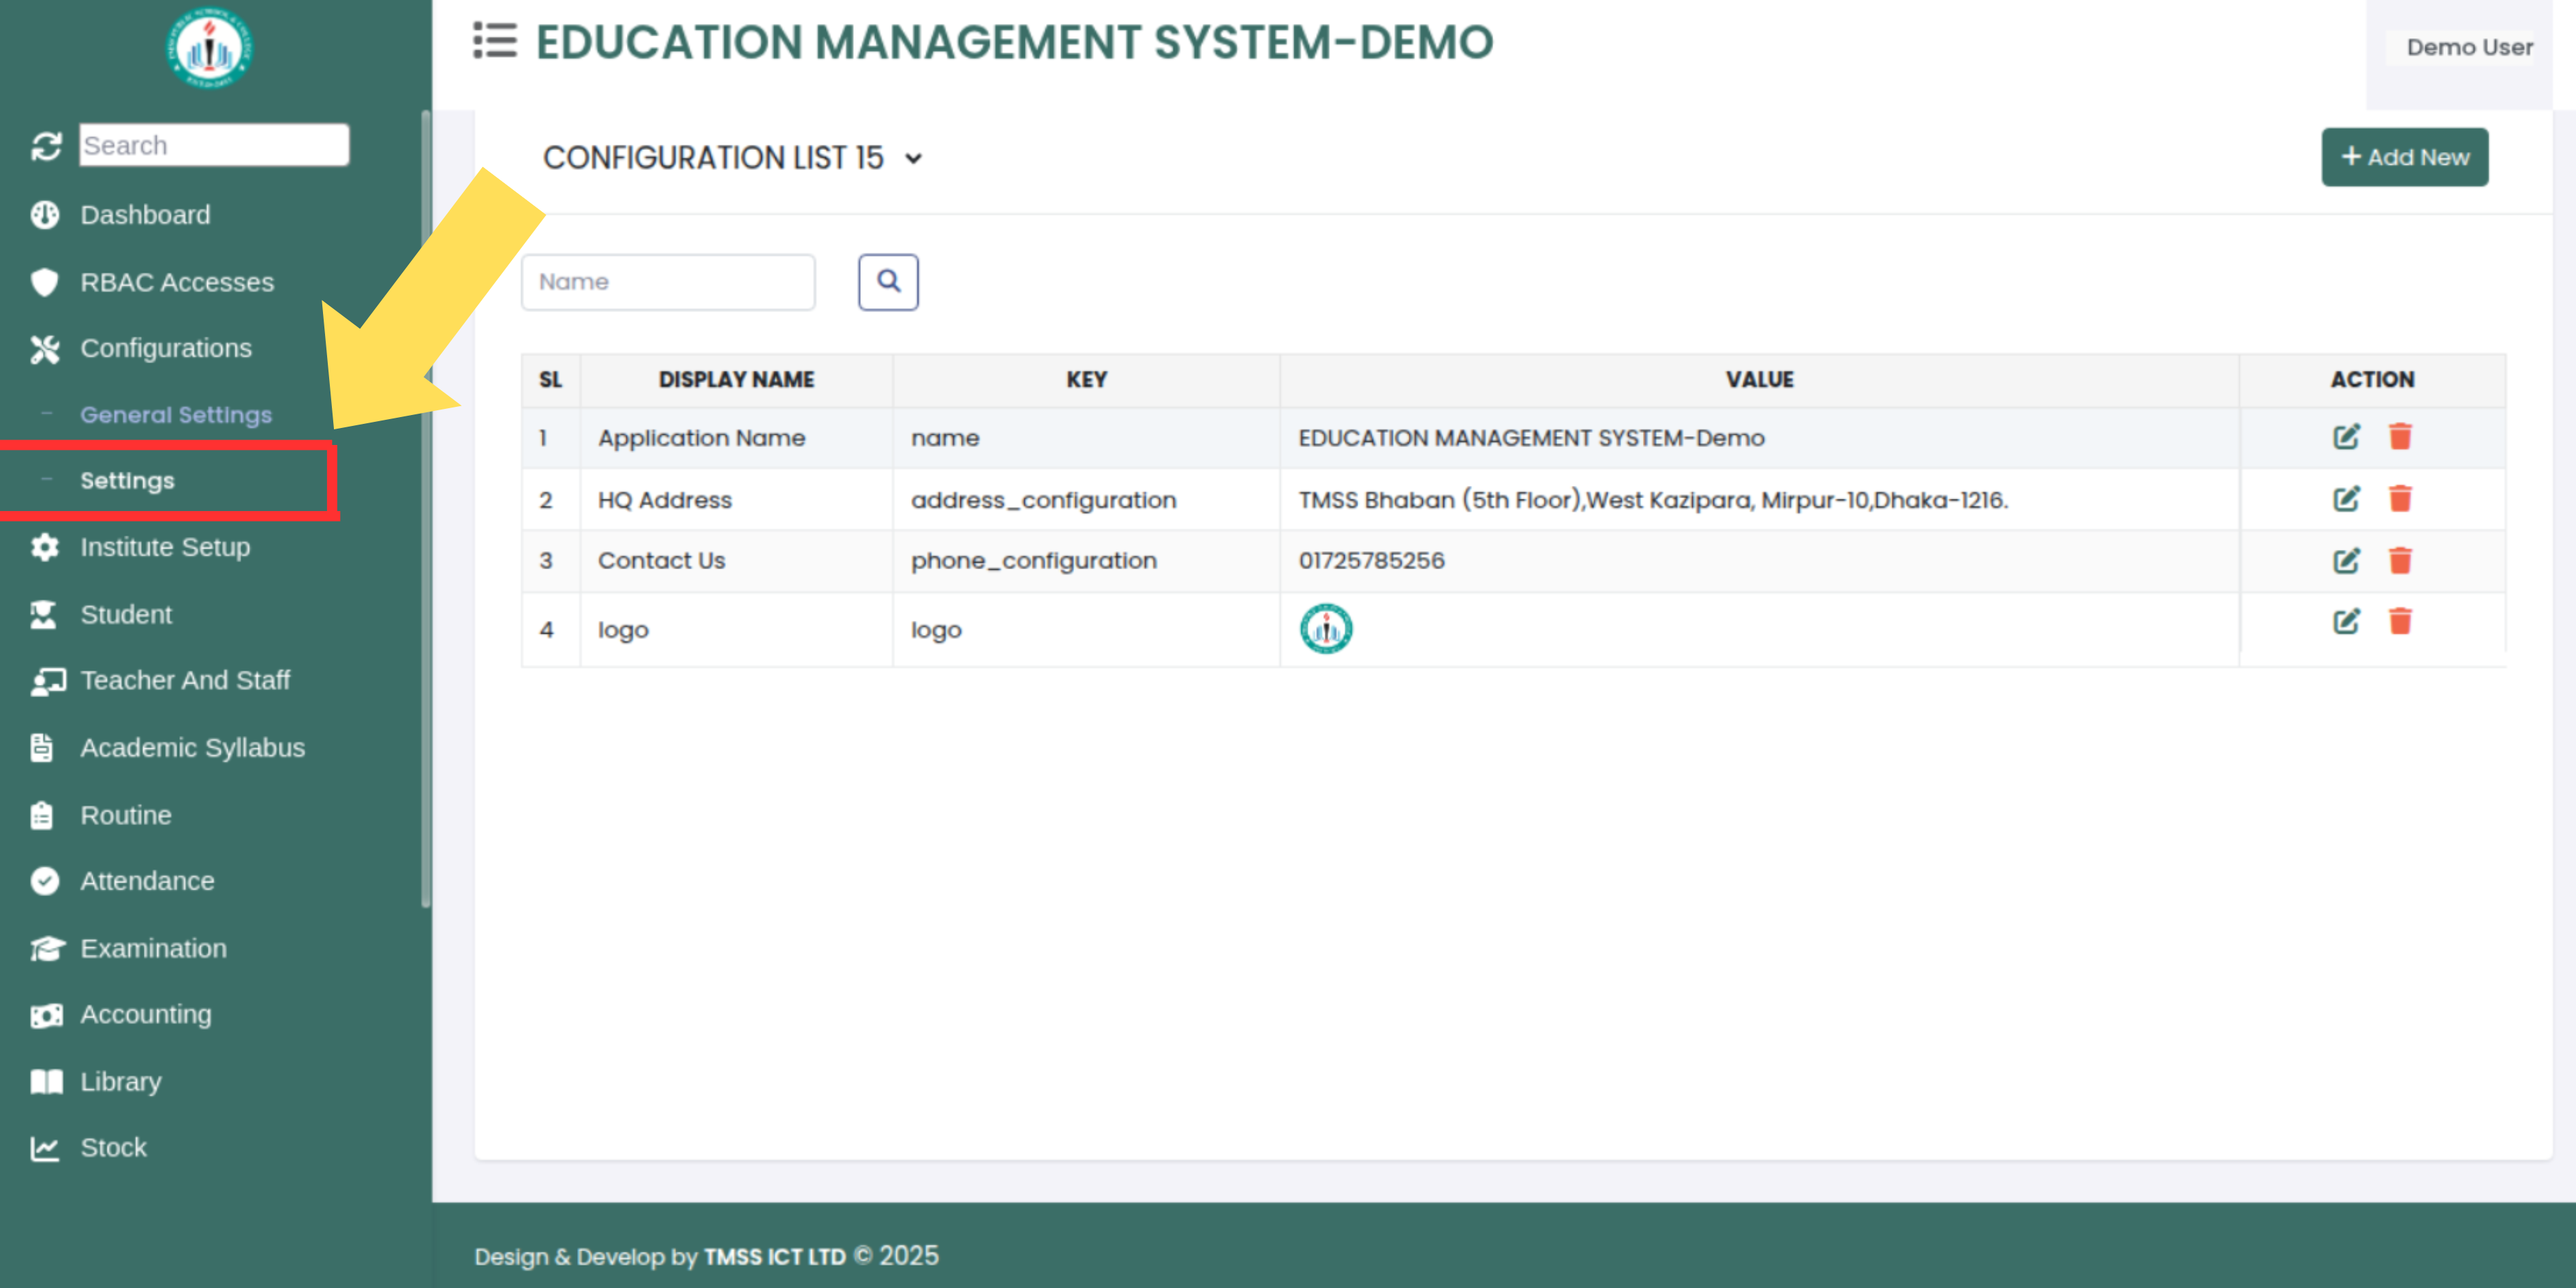 EDUCATION MANAGEMENT SYSTEM-DEMO
Demo User
Search
Dashboard
RBAC Accesses
Configurations
General Settings
Settings
Institute Setup
Student
Teacher And Staff
Academic Syllabus
Routine
Attendance
Examination
Accounting
Library
Stock
CONFIGURATION LIST 15
+ Add New
Name
SL DISPLAY NAME KEY VALUE ACTION
1 Application Name name EDUCATION MANAGEMENT SYSTEM-Demo
2 HQ Address address_configuration TMSS Bhaban (5th Floor),West Kazipara, Mirpur-10,Dhaka-1216.
3 Contact Us phone_configuration 01725785256
4 logo logo
Design & Develop by TMSS ICT LTD © 2025